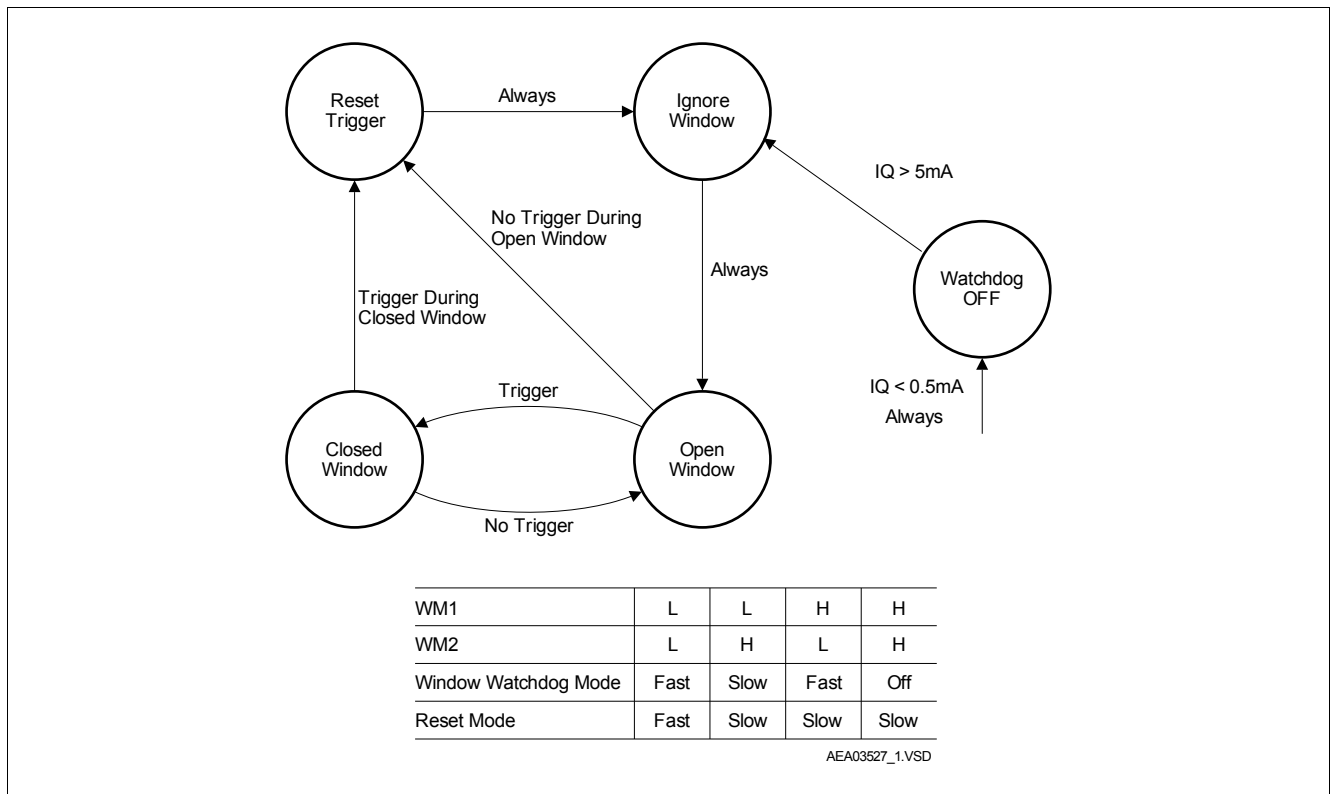 Reset
Trigger
Always
Ignore
Window
IQ > 5mA
No Trigger During
Open Window
Always
Watchdog
OFF
Trigger During
Closed Window
IQ < 0.5mA
Always
Trigger
Closed
Window
Open
Window
No Trigger
WM1 L L H H
WM2 L H L H
Window Watchdog Mode Fast Slow Fast Off
Reset Mode Fast Slow Slow Slow
AEA03527_1.VSD